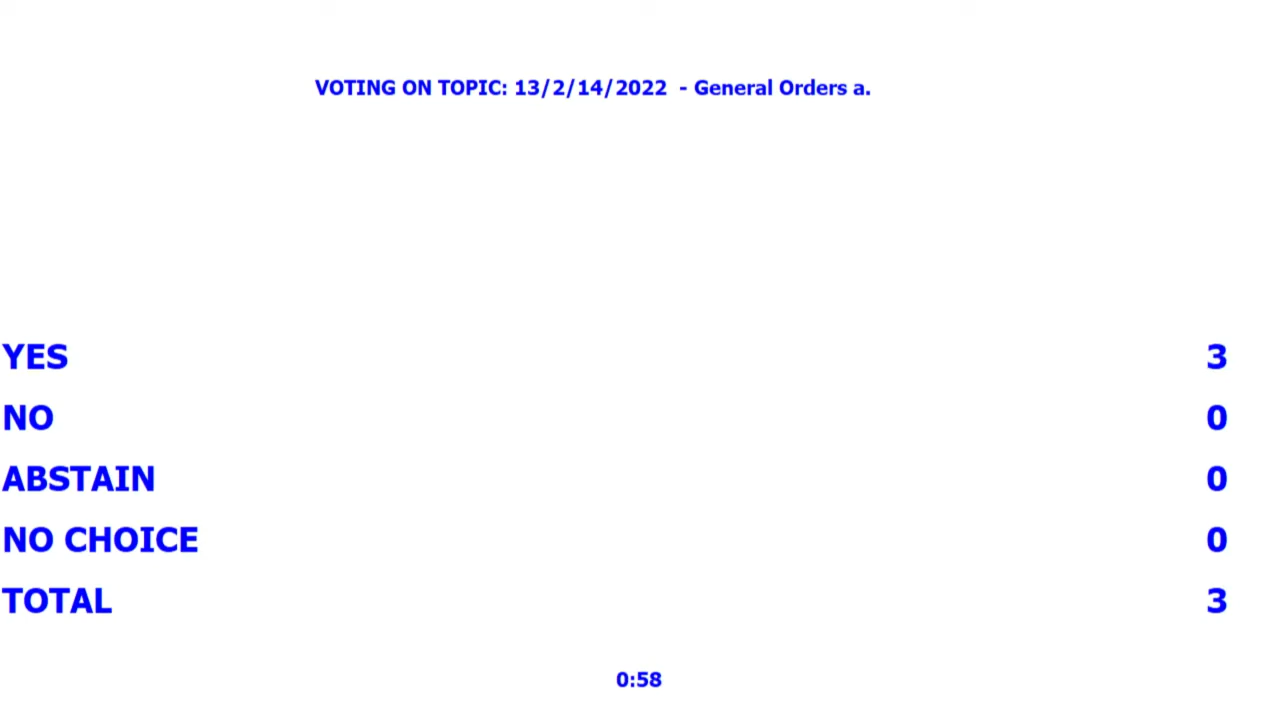 VOTING ON TOPIC: 13/2/14/2022 - General Orders a.
YES 3
NO 0
ABSTAIN 0
NO CHOICE 0
TOTAL 3
0:58